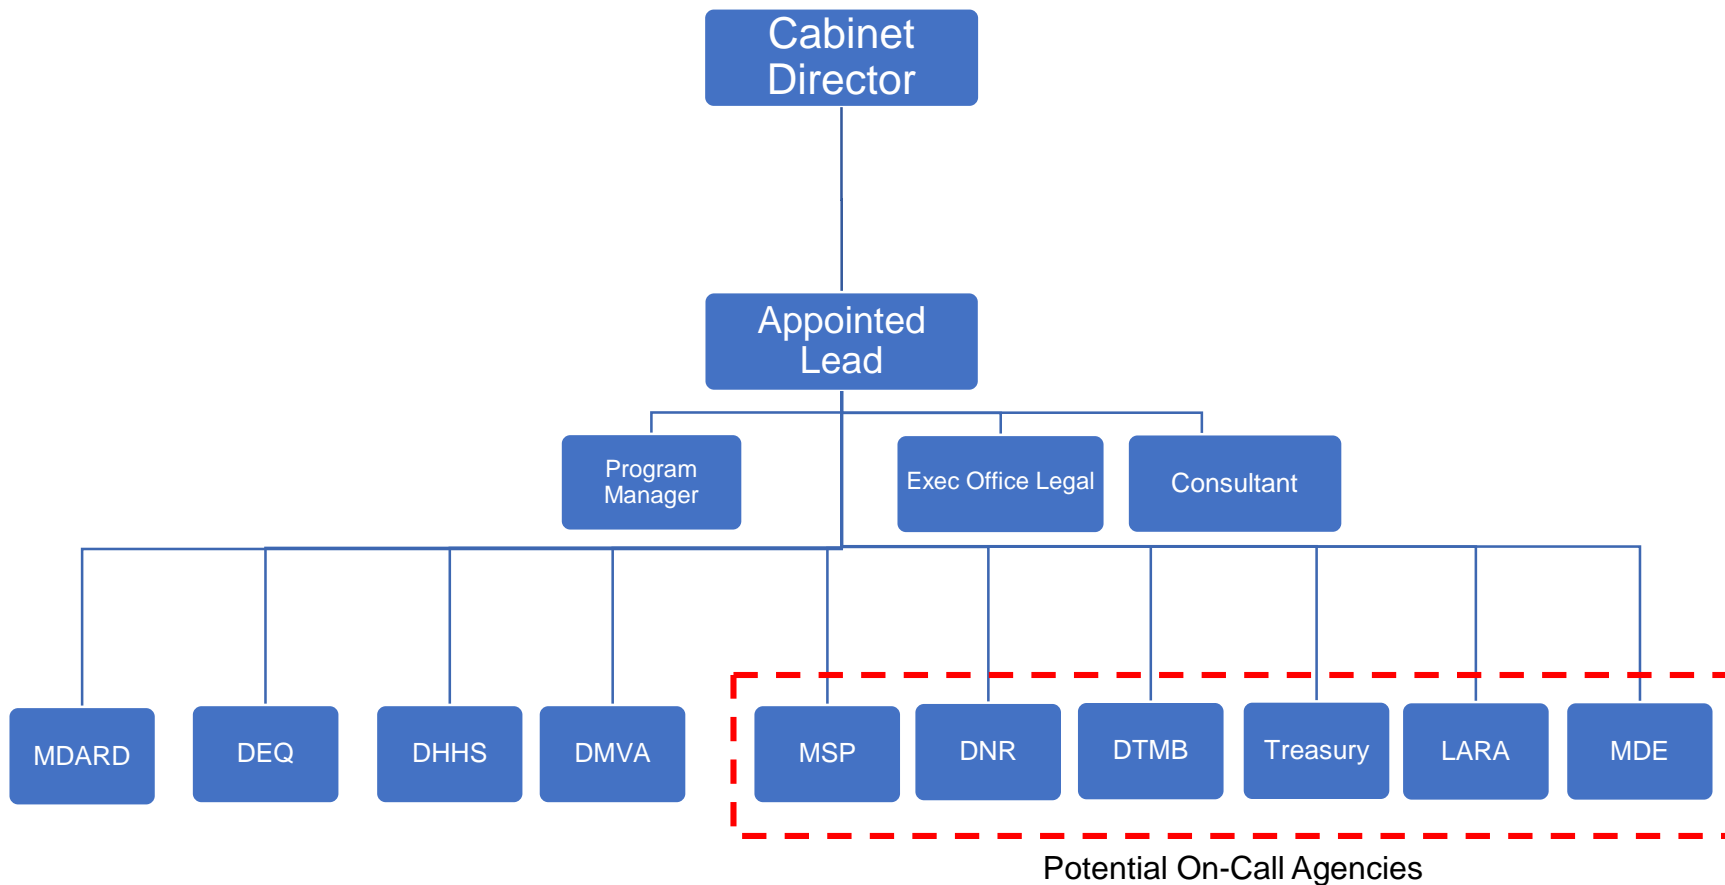 Cabinet
Director
Appointed
Lead
Program
Manager
Exec Office Legal
Consultant
MDARD
DEQ
DHHS
DMVA
MSP
DNR
DTMB
Treasury
LARA
MDE
Potential On-Call Agencies